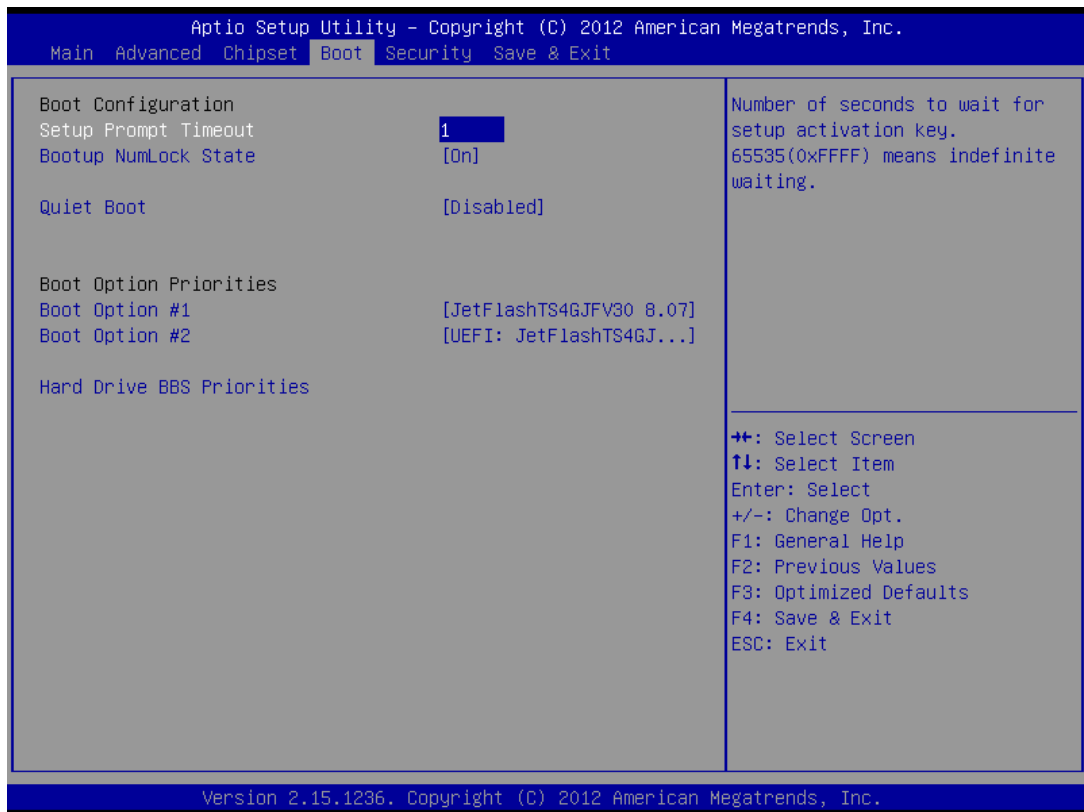 Aptio Setup Utility – Copyright (C) 2012 American Megatrends, Inc.
Main Advanced Chipset Boot Security Save & Exit
Boot Configuration
Setup Prompt Timeout 1
Bootup NumLock State [On]
Quiet Boot [Disabled]
Boot Option Priorities
Boot Option #1 [JetFlashTS4GJFV30 8.07]
Boot Option #2 [UEFI: JetFlashTS4GJ...]
Hard Drive BBS Priorities
Number of seconds to wait for
setup activation key.
65535(0xFFFF) means indefinite
waiting.
→←: Select Screen
↑↓: Select Item
Enter: Select
+/-: Change Opt.
F1: General Help
F2: Previous Values
F3: Optimized Defaults
F4: Save & Exit
ESC: Exit
Version 2.15.1236. Copyright (C) 2012 American Megatrends, Inc.